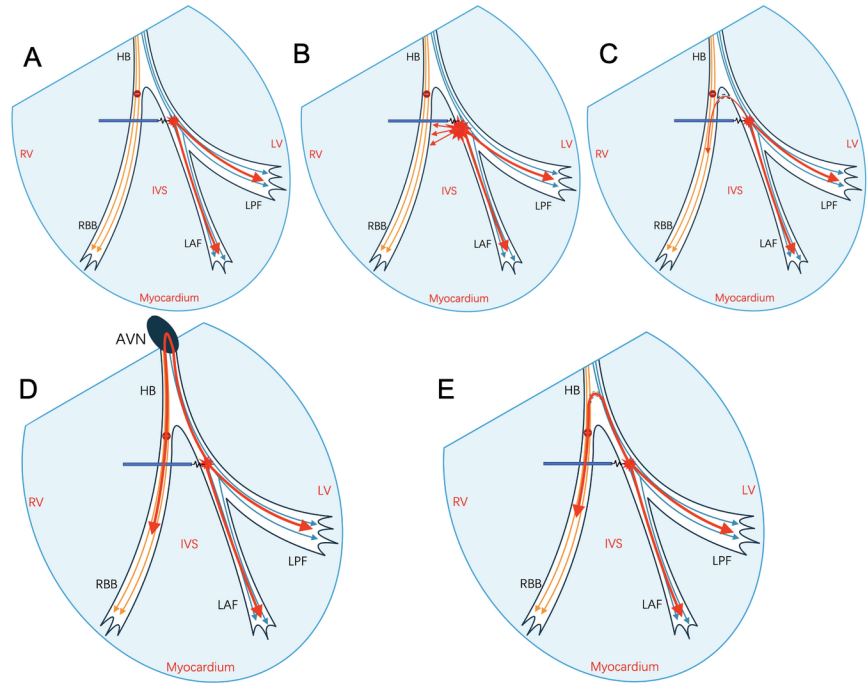 A
HB
RV
LV
IVS
LPF
RBB
LAF
Myocardium
B
HB
RV
LV
IVS
LPF
RBB
LAF
Myocardium
C
HB
RV
LV
IVS
LPF
RBB
LAF
Myocardium
AVN
D
HB
RV
LV
IVS
LPF
RBB
LAF
Myocardium
E
HB
RV
LV
IVS
LPF
RBB
LAF
Myocardium